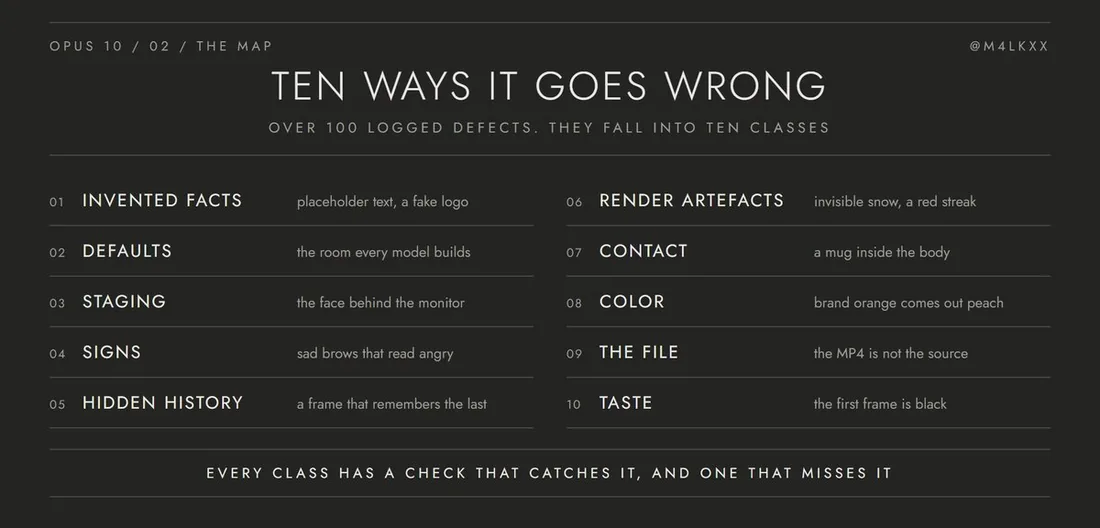 OPUS 10 / 02 / THE MAP
@M4LKXX
TEN WAYS IT GOES WRONG
OVER 100 LOGGED DEFECTS. THEY FALL INTO TEN CLASSES
01 INVENTED FACTS placeholder text, a fake logo
02 DEFAULTS the room every model builds
03 STAGING the face behind the monitor
04 SIGNS sad brows that read angry
05 HIDDEN HISTORY a frame that remembers the last
06 RENDER ARTEFACTS invisible snow, a red streak
07 CONTACT a mug inside the body
08 COLOR brand orange comes out peach
09 THE FILE the MP4 is not the source
10 TASTE the first frame is black
EVERY CLASS HAS A CHECK THAT CATCHES IT, AND ONE THAT MISSES IT